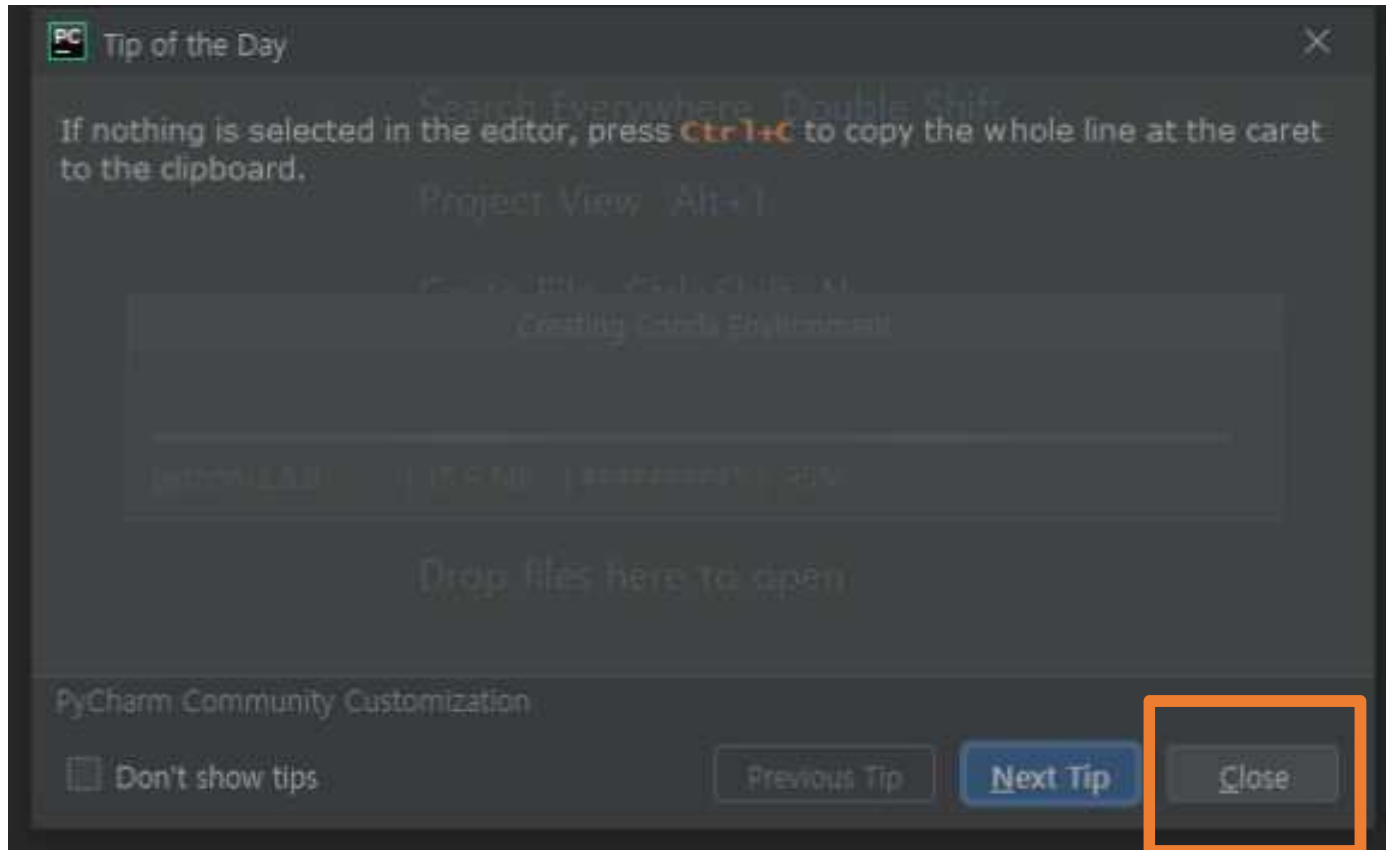 PC
Tip of the Day
Search Everywhere Double Shift
If nothing is selected in the editor, press Ctrl+C to copy the whole line at the caret
to the clipboard.
Project View Alt+1
Creating Conda Environment
Drop files here to open
PyCharm Community Customization
Don't show tips
Previous Tip
Next Tip
Close